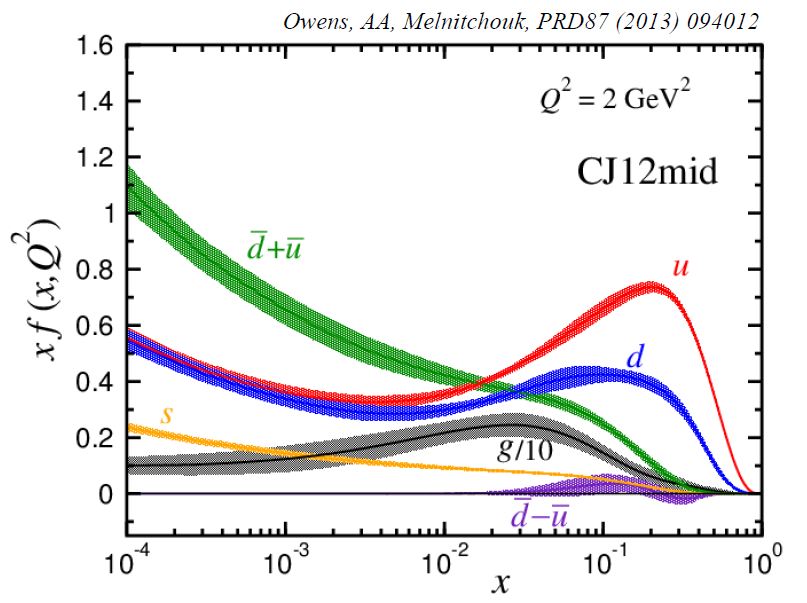 Owens, AA, Melnitchouk, PRD87 (2013) 094012
Q² = 2 GeV²
CJ12mid
x f (x,Q²)
1.6
1.4
1.2
1
0.8
0.6
0.4
0.2
0
d̅+u̅
u
d
s
g/10
d̅−u̅
10⁻⁴
10⁻³
10⁻²
10⁻¹
10⁰
x